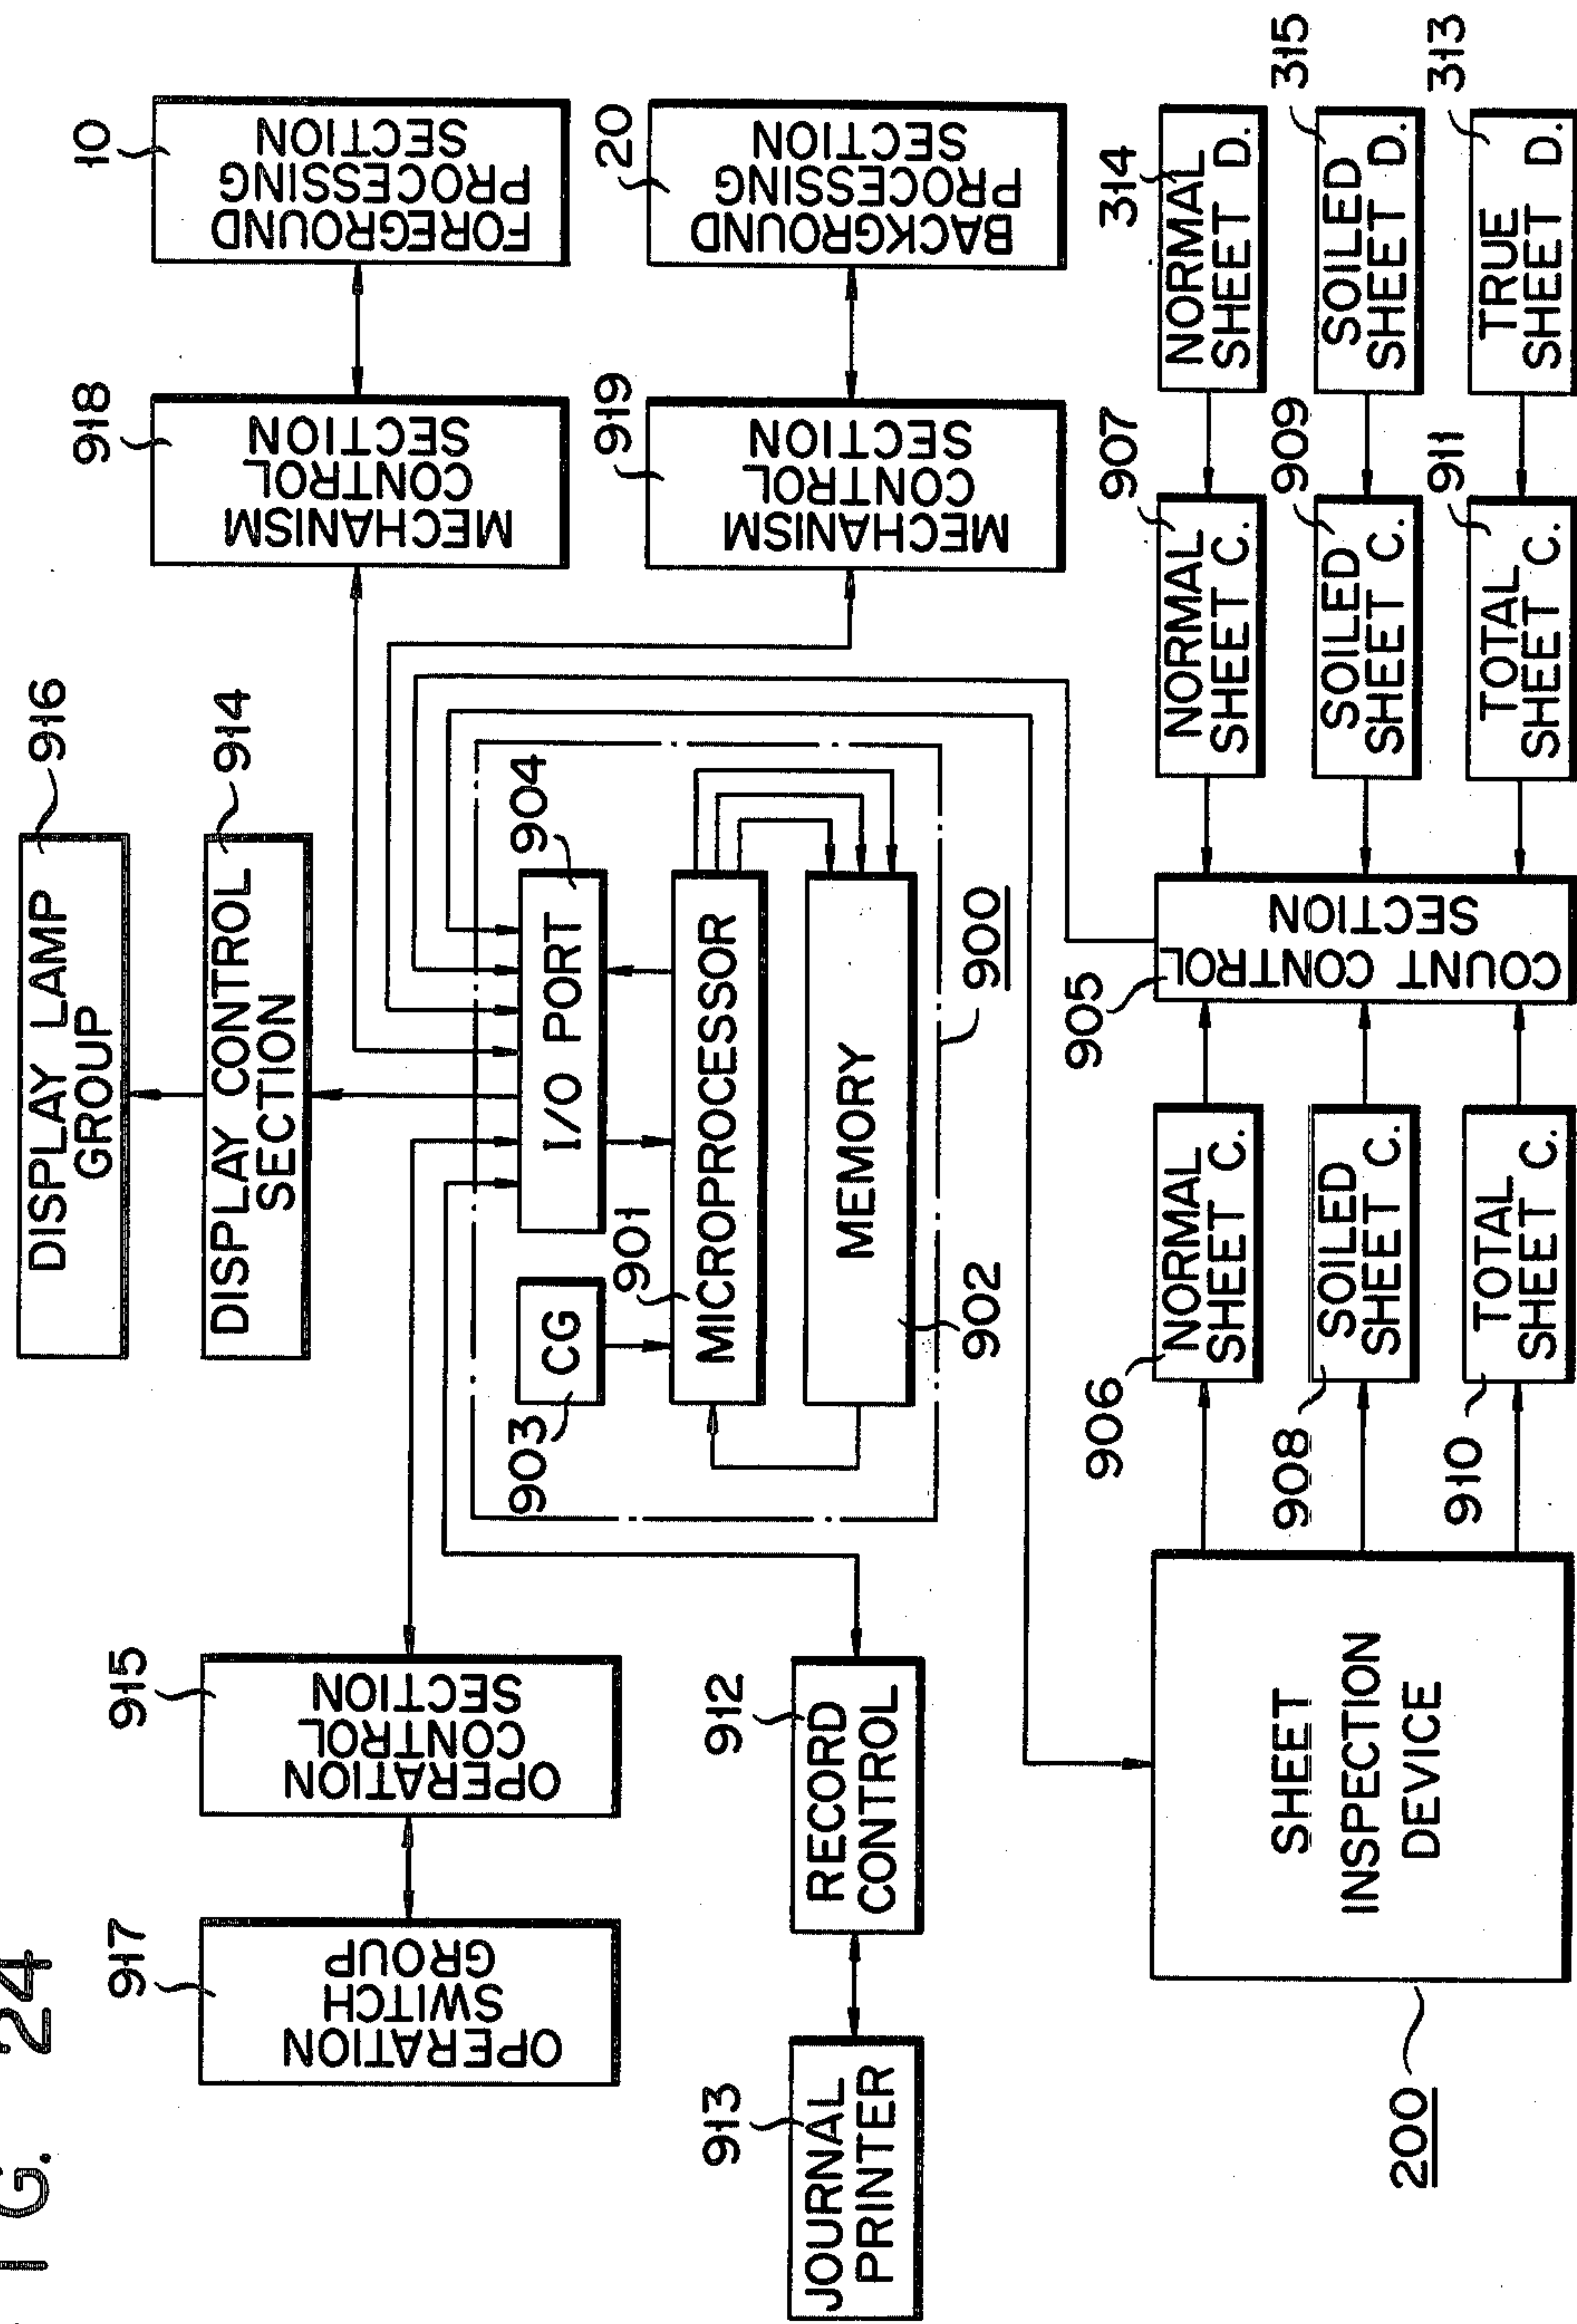 FIG. 24
DISPLAY LAMP
GROUP
916
DISPLAY CONTROL
SECTION
914
917
OPERATION
SWITCH
GROUP
915
OPERATION
CONTROL
SECTION
918
MECHANISM
CONTROL
SECTION
10
FOREGROUND
PROCESSING
SECTION
913
JOURNAL
PRINTER
912
RECORD
CONTROL
903
CG
I/O PORT
904
901
MICROPROCESSOR
MEMORY
902
900
919
MECHANISM
CONTROL
SECTION
20
BACKGROUND
PROCESSING
SECTION
200
SHEET
INSPECTION
DEVICE
906
NORMAL
SHEET C.
908
SOILED
SHEET C.
910
TOTAL
SHEET C.
905
COUNT CONTROL
SECTION
907
NORMAL
SHEET C.
909
SOILED
SHEET C.
911
TOTAL
SHEET C.
314
NORMAL
SHEET D.
315
SOILED
SHEET D.
313
TRUE
SHEET D.